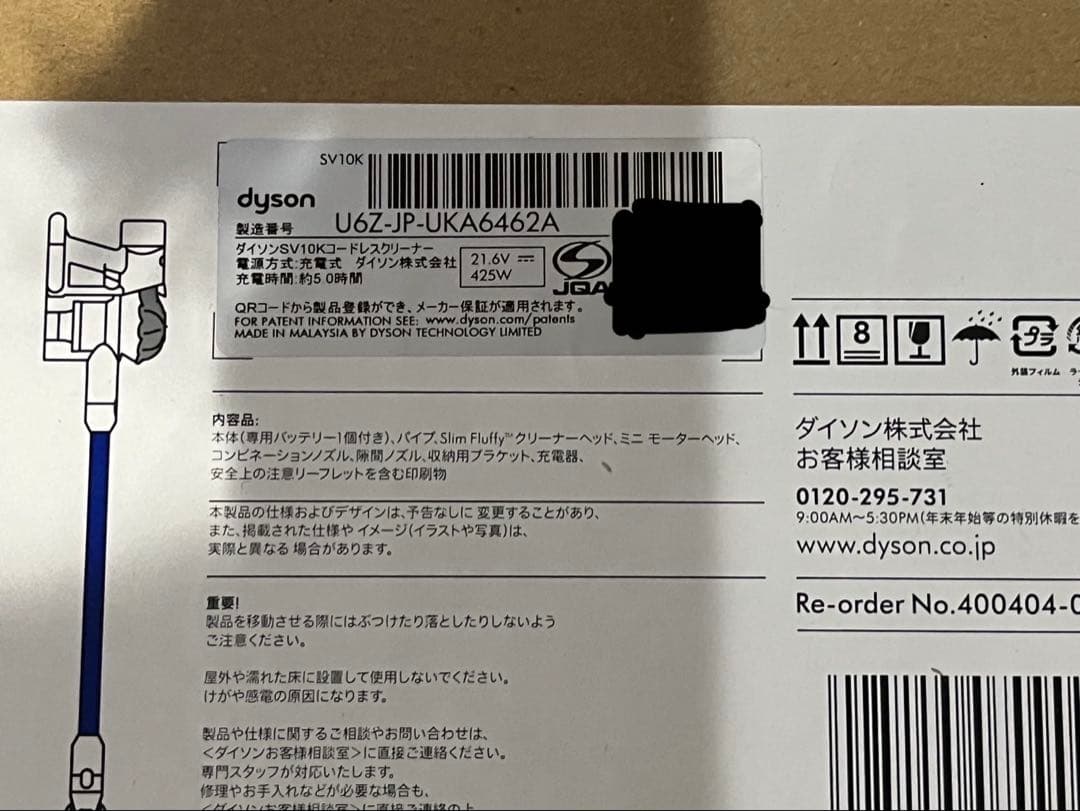 SV10K
dyson
製造番号 U6Z-JP-UKA6462A
ダイソンSV10Kコードレスクリーナー
電源方式:充電式 ダイソン株式会社
充電時間:約5.0時間
21.6V
425W
JQA
QRコードから製品登録ができ、メーカー保証が適用されます。
FOR PATENT INFORMATION SEE: www.dyson.com/patents
MADE IN MALAYSIA BY DYSON TECHNOLOGY LIMITED
内容品:
本体(専用バッテリー1個付き)、パイプ、Slim Fluffy™クリーナーヘッド、ミニ モーターヘッド、
コンビネーションノズル、隙間ノズル、収納用ブラケット、充電器、
安全上の注意リーフレットを含む印刷物
本製品の仕様およびデザインは、予告なしに 変更することがあり、
また、掲載された仕様や イメージ(イラストや写真)は、
実際と異なる 場合があります。
重要!
製品を移動させる際にはぶつけたり落としたりしないよう
ご注意ください。
屋外や濡れた床に設置して使用しないでください。
けがや感電の原因になります。
製品や仕様に関するご相談やお問い合わせは、
<ダイソンお客様相談室>に直接ご連絡ください。
専門スタッフが対応いたします。
修理やお手入れなどが必要な場合も、
<ダイソンお客様相談室>に直接ご連絡の上
8
プラ
外装フィルム
ダイソン株式会社
お客様相談室
0120-295-731
9:00AM〜5:30PM(年末年始等の特別休暇を
www.dyson.co.jp
Re-order No.400404-0